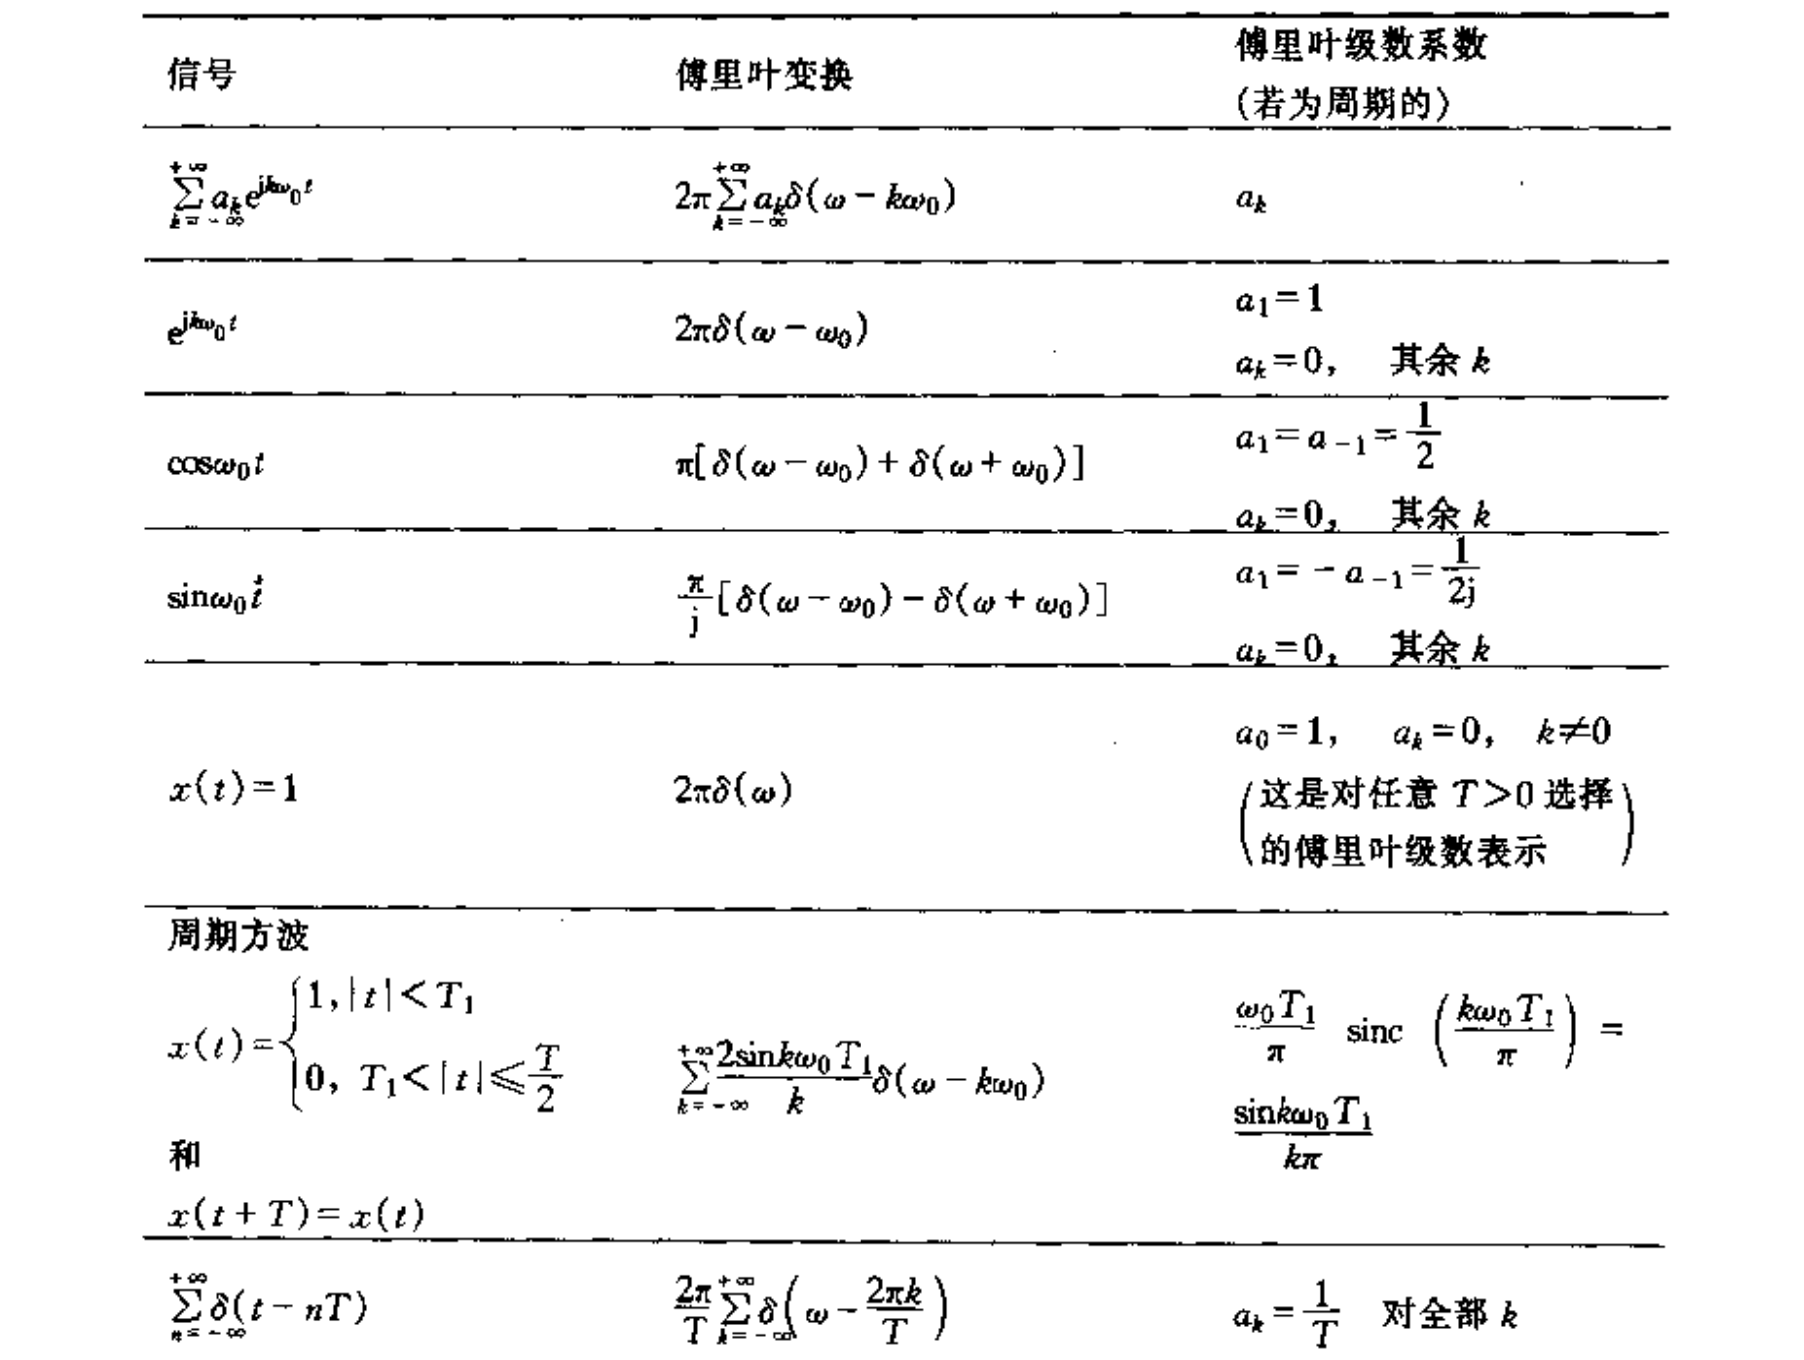 信号 傅里叶变换 傅里叶级数系数
(若为周期的)
$\sum_{k=-\infty}^{+\infty} a_k e^{jk\omega_0 t}$ $2\pi\sum_{k=-\infty}^{+\infty} a_k\delta(\omega-k\omega_0)$ $a_k$
$e^{jk\omega_0 t}$ $2\pi\delta(\omega-\omega_0)$ $a_1=1$
$a_k=0$, 其余 k
$\cos\omega_0 t$ $\pi[\delta(\omega-\omega_0)+\delta(\omega+\omega_0)]$ $a_1=a_{-1}=\frac{1}{2}$
$a_k=0$, 其余 k
$\sin\omega_0 t$ $\frac{\pi}{j}[\delta(\omega-\omega_0)-\delta(\omega+\omega_0)]$ $a_1=-a_{-1}=\frac{1}{2j}$
$a_k=0$, 其余 k
$x(t)=1$ $2\pi\delta(\omega)$ $a_0=1$, $a_k=0$, $k\neq 0$
(这是对任意 T>0 选择
的傅里叶级数表示)
周期方波
$x(t)=\begin{cases}1, |t|<T_1\\0, T_1<|t|\leqslant\frac{T}{2}\end{cases}$ $\sum_{k=-\infty}^{+\infty}\frac{2\sin k\omega_0 T_1}{k}\delta(\omega-k\omega_0)$ $\frac{\omega_0 T_1}{\pi}$ sinc $\left(\frac{k\omega_0 T_1}{\pi}\right)=$
$\frac{\sin k\omega_0 T_1}{k\pi}$
和
$x(t+T)=x(t)$
$\sum_{n=-\infty}^{+\infty}\delta(t-nT)$ $\frac{2\pi}{T}\sum_{k=-\infty}^{+\infty}\delta\left(\omega-\frac{2\pi k}{T}\right)$ $a_k=\frac{1}{T}$ 对全部 k